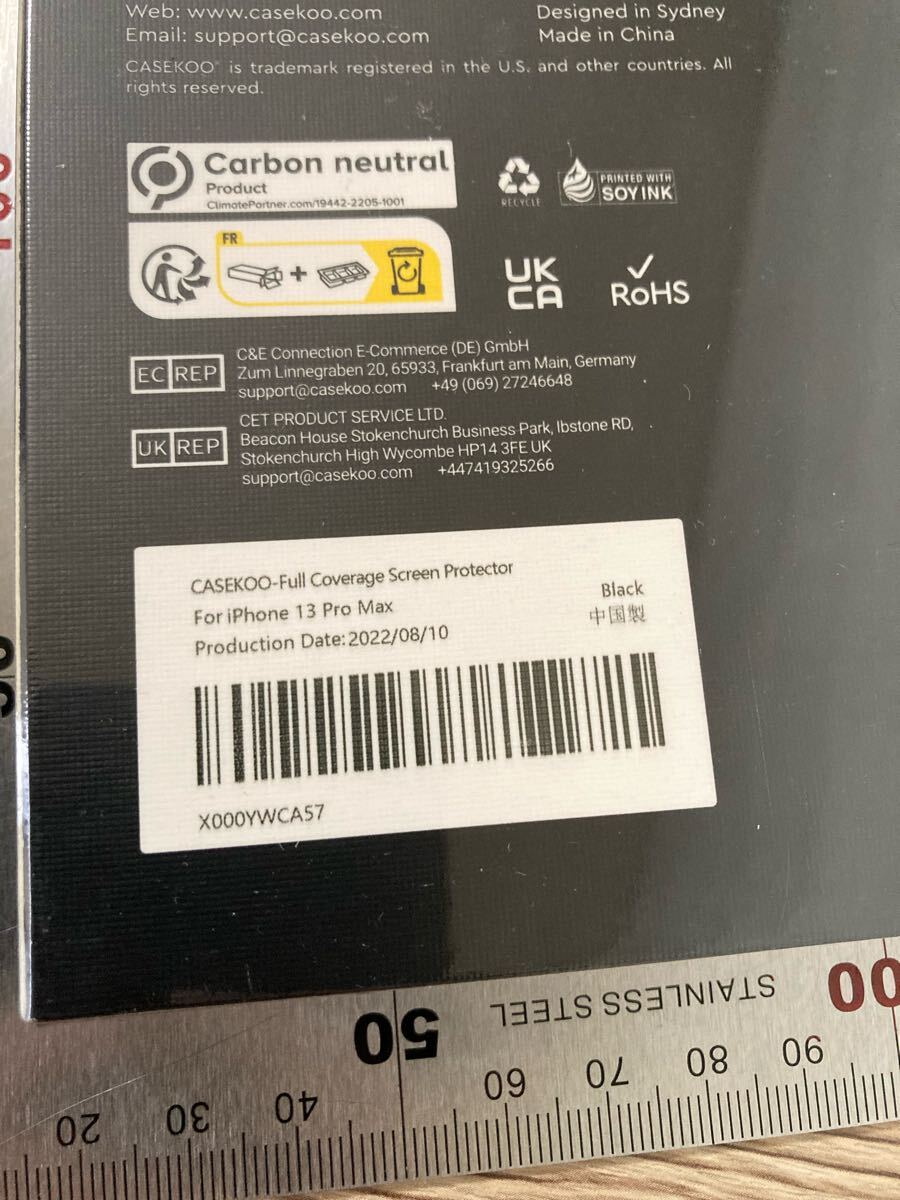 Web: www.casekoo.com
Designed in Sydney
Email: support@casekoo.com
Made in China
CASEKOO® is trademark registered in the U.S. and other countries. All
rights reserved.
Carbon neutral
Product
ClimatePartner.com/19442-2205-1001
RECYCLE
PRINTED WITH
SOY INK
FR
+
UK
CA
RoHS
EC REP
C&E Connection E-Commerce (DE) GmbH
Zum Linnegraben 20, 65933, Frankfurt am Main, Germany
support@casekoo.com +49 (069) 27246648
UK REP
CET PRODUCT SERVICE LTD.
Beacon House Stokenchurch Business Park, Ibstone RD,
Stokenchurch High Wycombe HP14 3FE UK
support@casekoo.com +447419325266
CASEKOO-Full Coverage Screen Protector
For iPhone 13 Pro Max
Black
Production Date:2022/08/10
中国製
X000YWCA57
STAINLESS STEEL
50
20 30 40 60 70 80 90